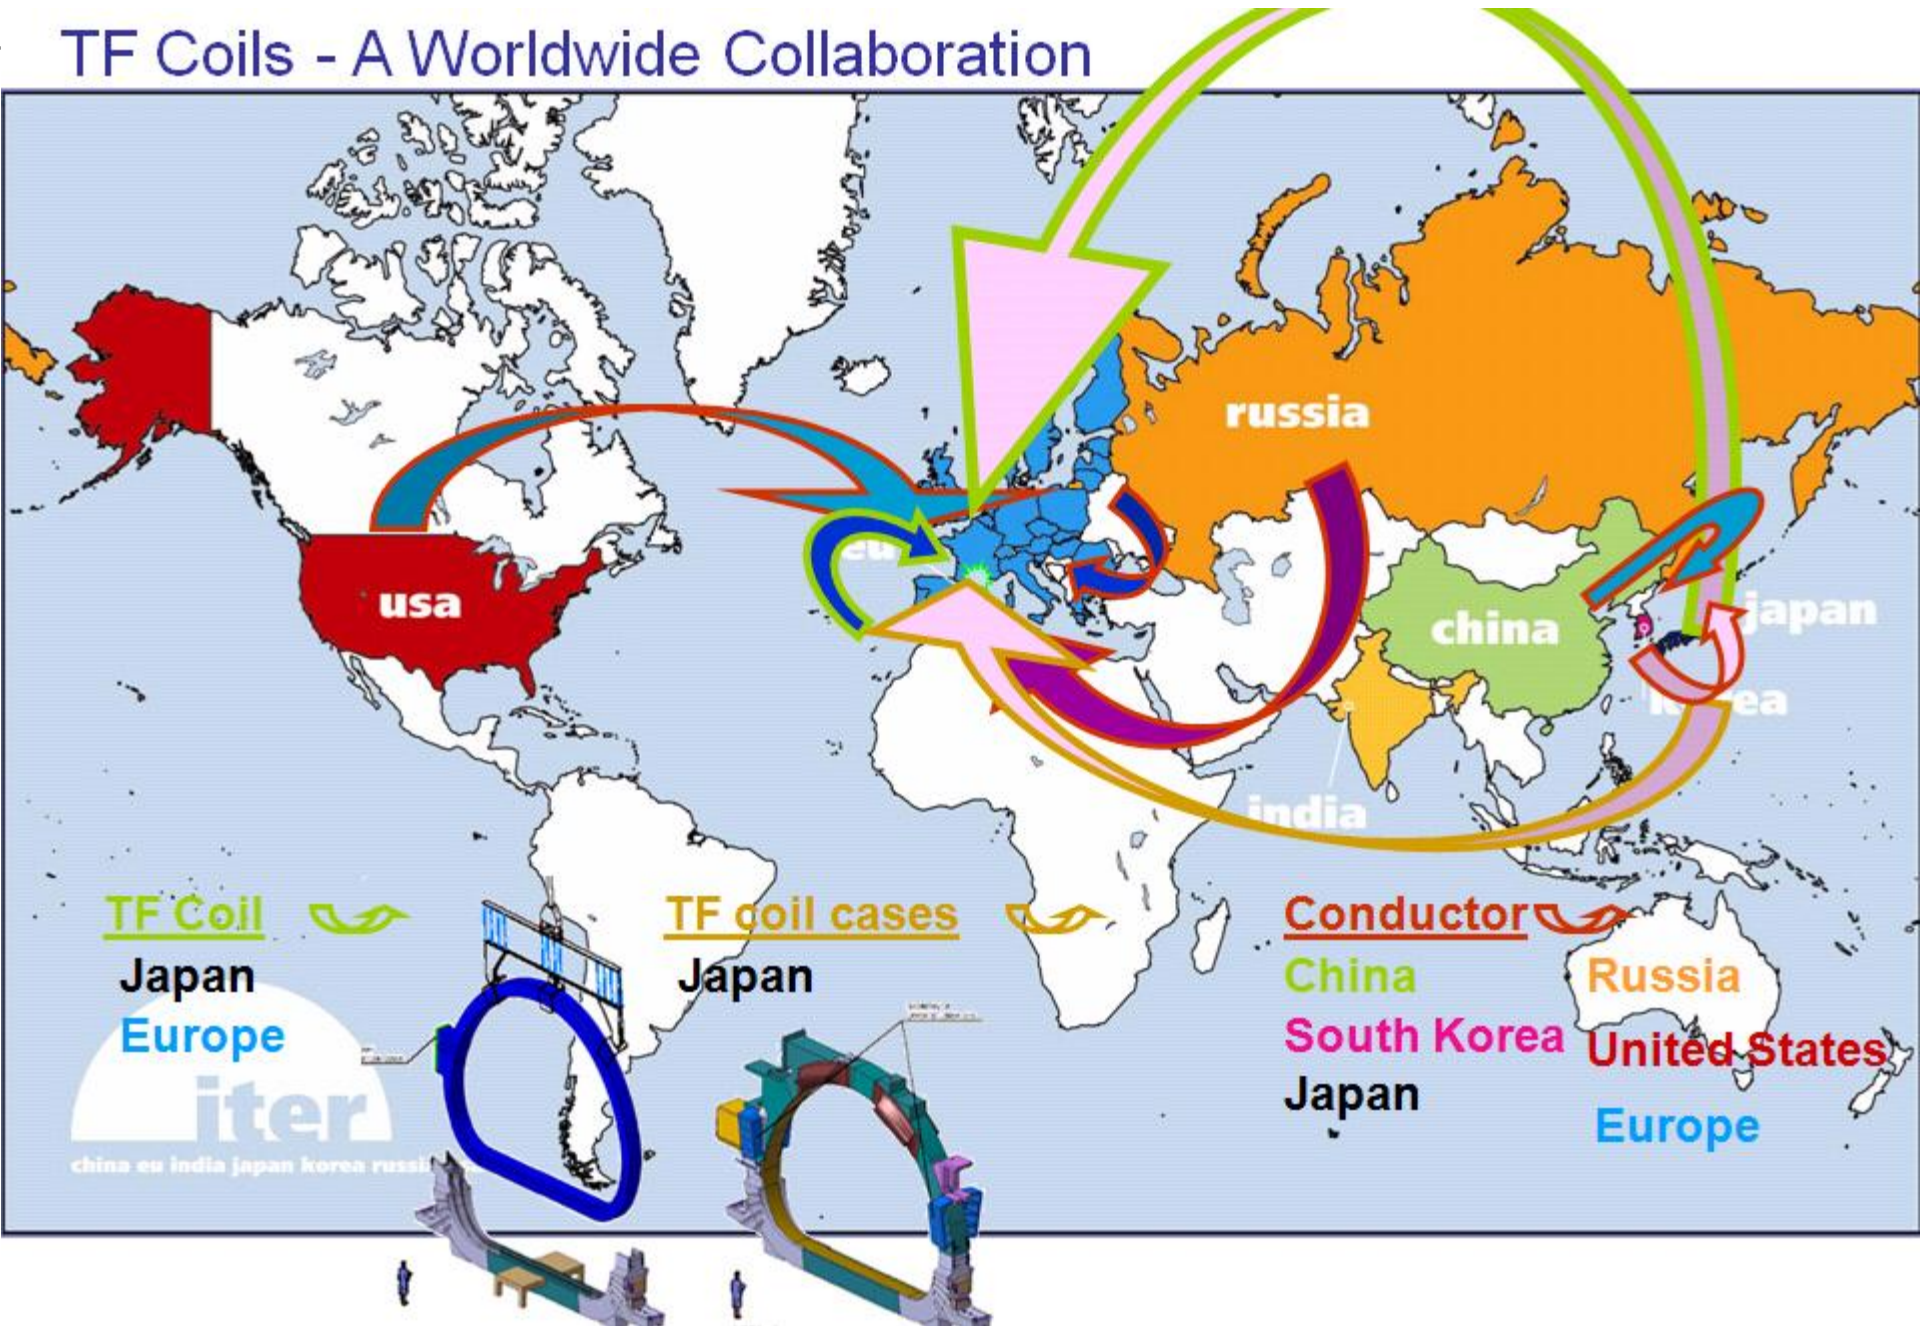 TF Coils - A Worldwide Collaboration
russia
eu
usa
china
japan
india
TF Coil
Japan
Europe
TF coil cases
Japan
Conductor
China
South Korea
Japan
Russia
United States
Europe
iter
china eu india japan korea